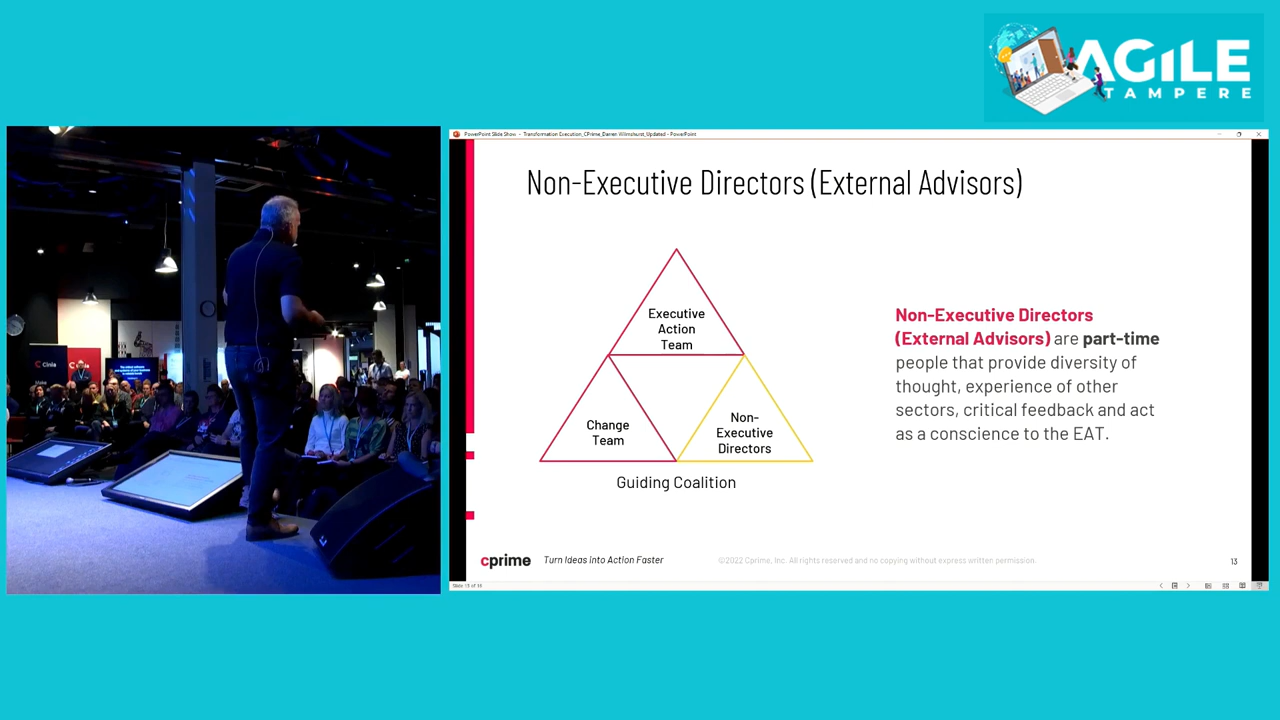 AGILE
TAMPERE
PowerPoint Slide Show - Transformation Execution_CPrime_Darren Wilmshurst_Updated - PowerPoint
Non-Executive Directors (External Advisors)
Executive
Action
Team
Change
Team
Non-
Executive
Directors
Guiding Coalition
Non-Executive Directors
(External Advisors) are part-time
people that provide diversity of
thought, experience of other
sectors, critical feedback and act
as a conscience to the EAT.
cprime
Turn Ideas into Action Faster
©2022 Cprime, Inc. All rights reserved and no copying without express written permission.
13
Cinia
Cinia